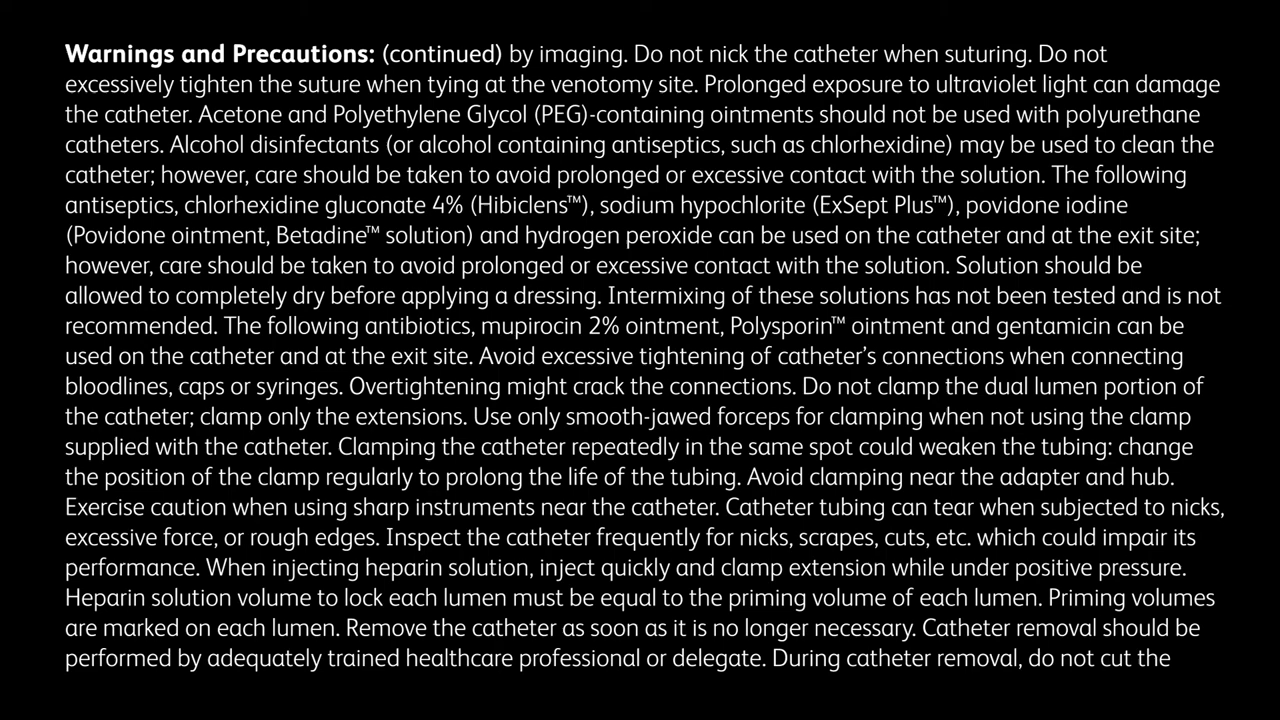 Warnings and Precautions: (continued) by imaging. Do not nick the catheter when suturing. Do not
excessively tighten the suture when tying at the venotomy site. Prolonged exposure to ultraviolet light can damage
the catheter. Acetone and Polyethylene Glycol (PEG)-containing ointments should not be used with polyurethane
catheters. Alcohol disinfectants (or alcohol containing antiseptics, such as chlorhexidine) may be used to clean the
catheter; however, care should be taken to avoid prolonged or excessive contact with the solution. The following
antiseptics, chlorhexidine gluconate 4% (Hibiclens™), sodium hypochlorite (ExSept Plus™), povidone iodine
(Povidone ointment, Betadine™ solution) and hydrogen peroxide can be used on the catheter and at the exit site;
however, care should be taken to avoid prolonged or excessive contact with the solution. Solution should be
allowed to completely dry before applying a dressing. Intermixing of these solutions has not been tested and is not
recommended. The following antibiotics, mupirocin 2% ointment, Polysporin™ ointment and gentamicin can be
used on the catheter and at the exit site. Avoid excessive tightening of catheter's connections when connecting
bloodlines, caps or syringes. Overtightening might crack the connections. Do not clamp the dual lumen portion of
the catheter; clamp only the extensions. Use only smooth-jawed forceps for clamping when not using the clamp
supplied with the catheter. Clamping the catheter repeatedly in the same spot could weaken the tubing: change
the position of the clamp regularly to prolong the life of the tubing. Avoid clamping near the adapter and hub.
Exercise caution when using sharp instruments near the catheter. Catheter tubing can tear when subjected to nicks,
excessive force, or rough edges. Inspect the catheter frequently for nicks, scrapes, cuts, etc. which could impair its
performance. When injecting heparin solution, inject quickly and clamp extension while under positive pressure.
Heparin solution volume to lock each lumen must be equal to the priming volume of each lumen. Priming volumes
are marked on each lumen. Remove the catheter as soon as it is no longer necessary. Catheter removal should be
performed by adequately trained healthcare professional or delegate. During catheter removal, do not cut the